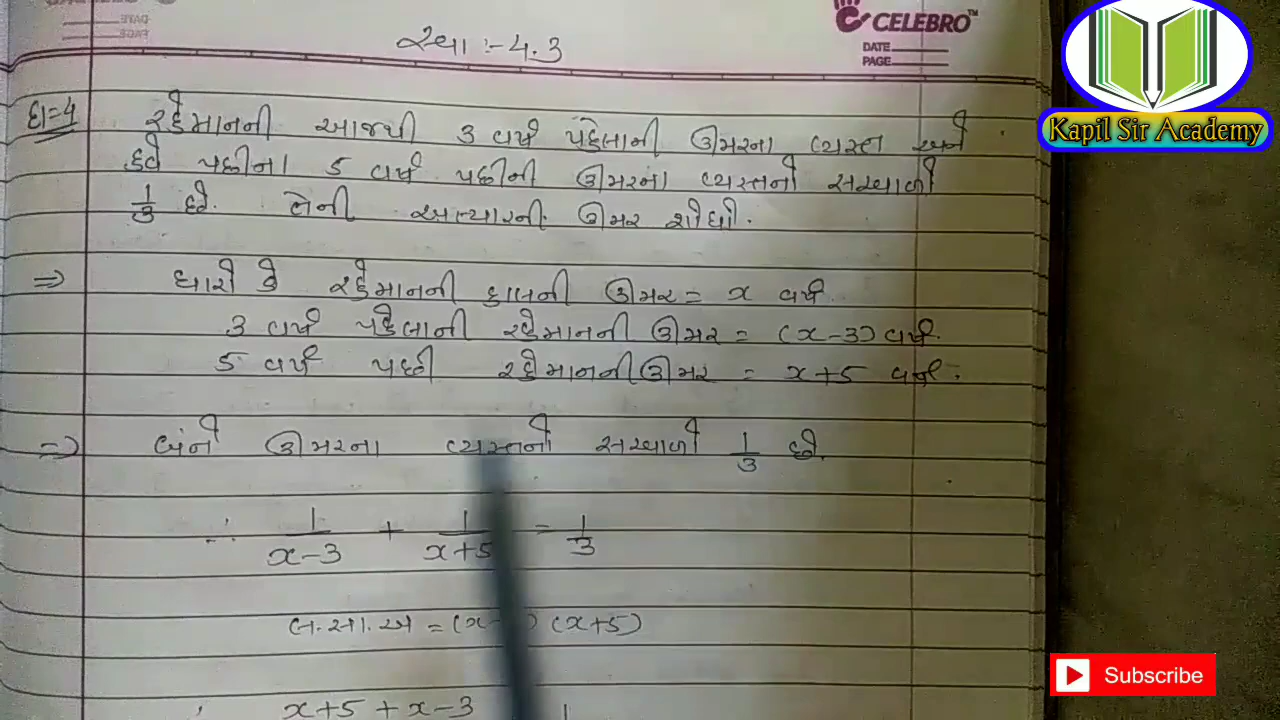 CELEBRO™
DATE
PAGE
સ્વા :- 4.3
દા=4 રહેમાનની આજથી 3 વર્ષ પહેલાની ઉંમરના વ્યસ્ત અને
હવે પછીના 5 વર્ષ પછીની ઉંમરના વ્યસ્તનો સરવાળો
1/3 છે. તેની અત્યારની ઉંમર શોધો.
⇒ ધારો કે રહેમાનની હાલની ઉંમર = x વર્ષ
3 વર્ષ પહેલાની રહેમાનની ઉંમર = (x-3) વર્ષ.
5 વર્ષ પછી રહેમાનની ઉંમર = x+5 વર્ષ.
⇒ બંને ઉંમરના વ્યસ્તનો સરવાળો 1/3 છે.
∴ 1/(x-3) + 1/(x+5) = 1/3
લ.સા.અ = (x- ) (x+5)
x+5 + x-3 1
Kapil Sir Academy
Subscribe